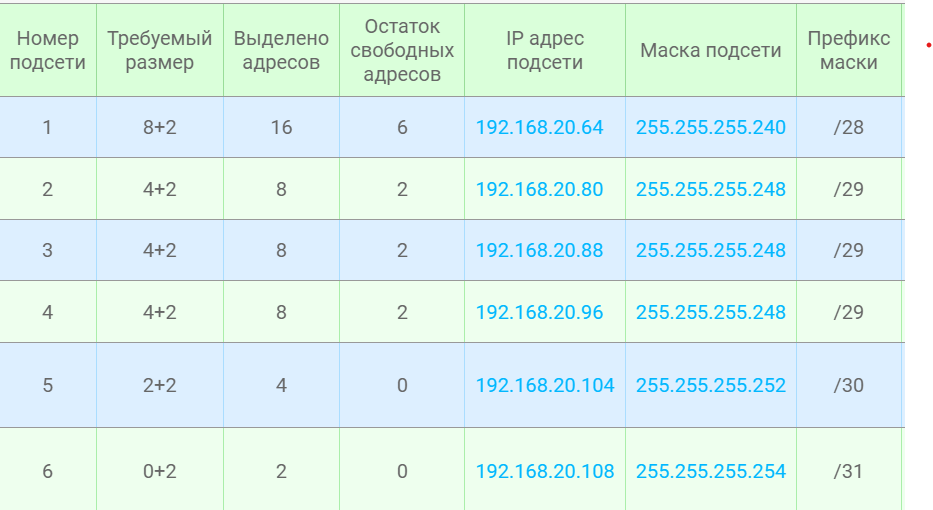 Номер подсети Требуемый размер Выделено адресов Остаток свободных адресов IP адрес подсети Маска подсети Префикс маски
1 8+2 16 6 192.168.20.64 255.255.255.240 /28
2 4+2 8 2 192.168.20.80 255.255.255.248 /29
3 4+2 8 2 192.168.20.88 255.255.255.248 /29
4 4+2 8 2 192.168.20.96 255.255.255.248 /29
5 2+2 4 0 192.168.20.104 255.255.255.252 /30
6 0+2 2 0 192.168.20.108 255.255.255.254 /31